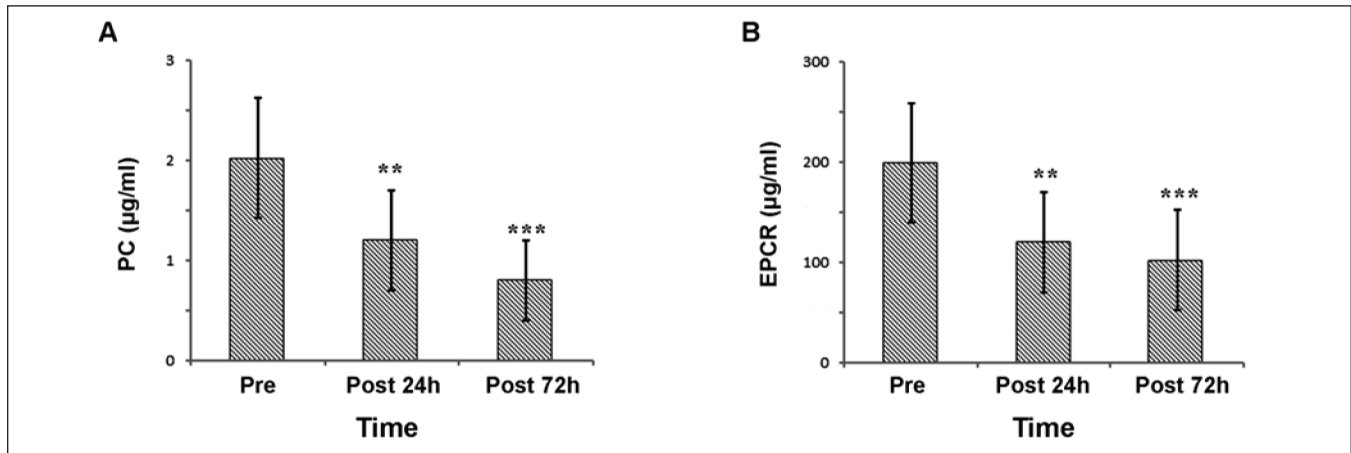 A
PC (µg/ml)
3
2
1
0
**
***
Pre
Post 24h
Post 72h
Time
B
EPCR (µg/ml)
300
200
100
0
**
***
Pre
Post 24h
Post 72h
Time